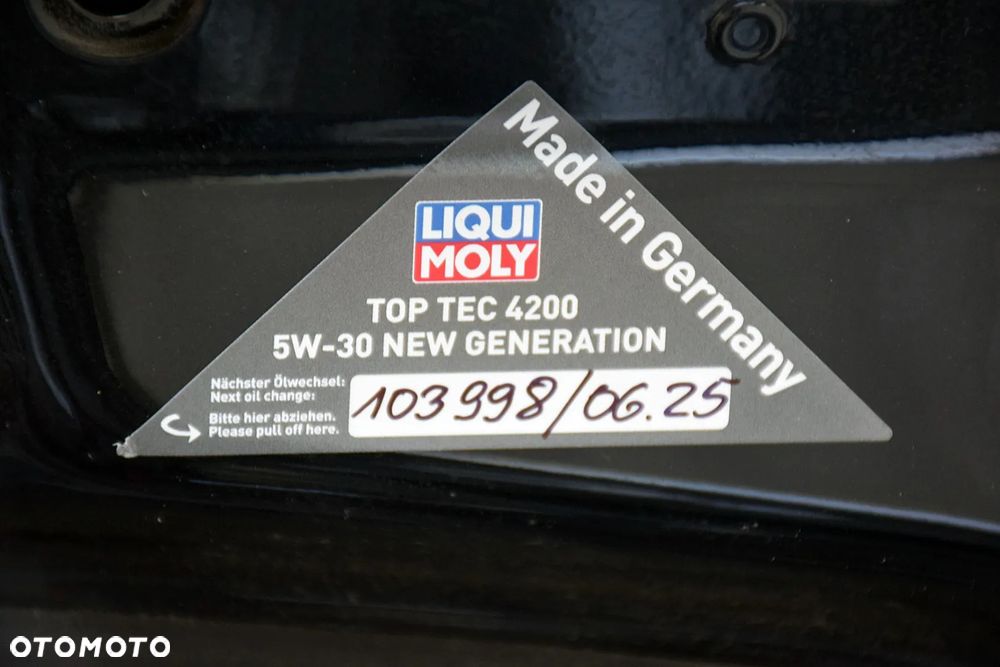 Made in Germany
LIQUI
MOLY
TOP TEC 4200
5W-30 NEW GENERATION
Nächster Ölwechsel:
Next oil change:
103998/06.25
Bitte hier abziehen.
Please pull off here.
OTOMOTO